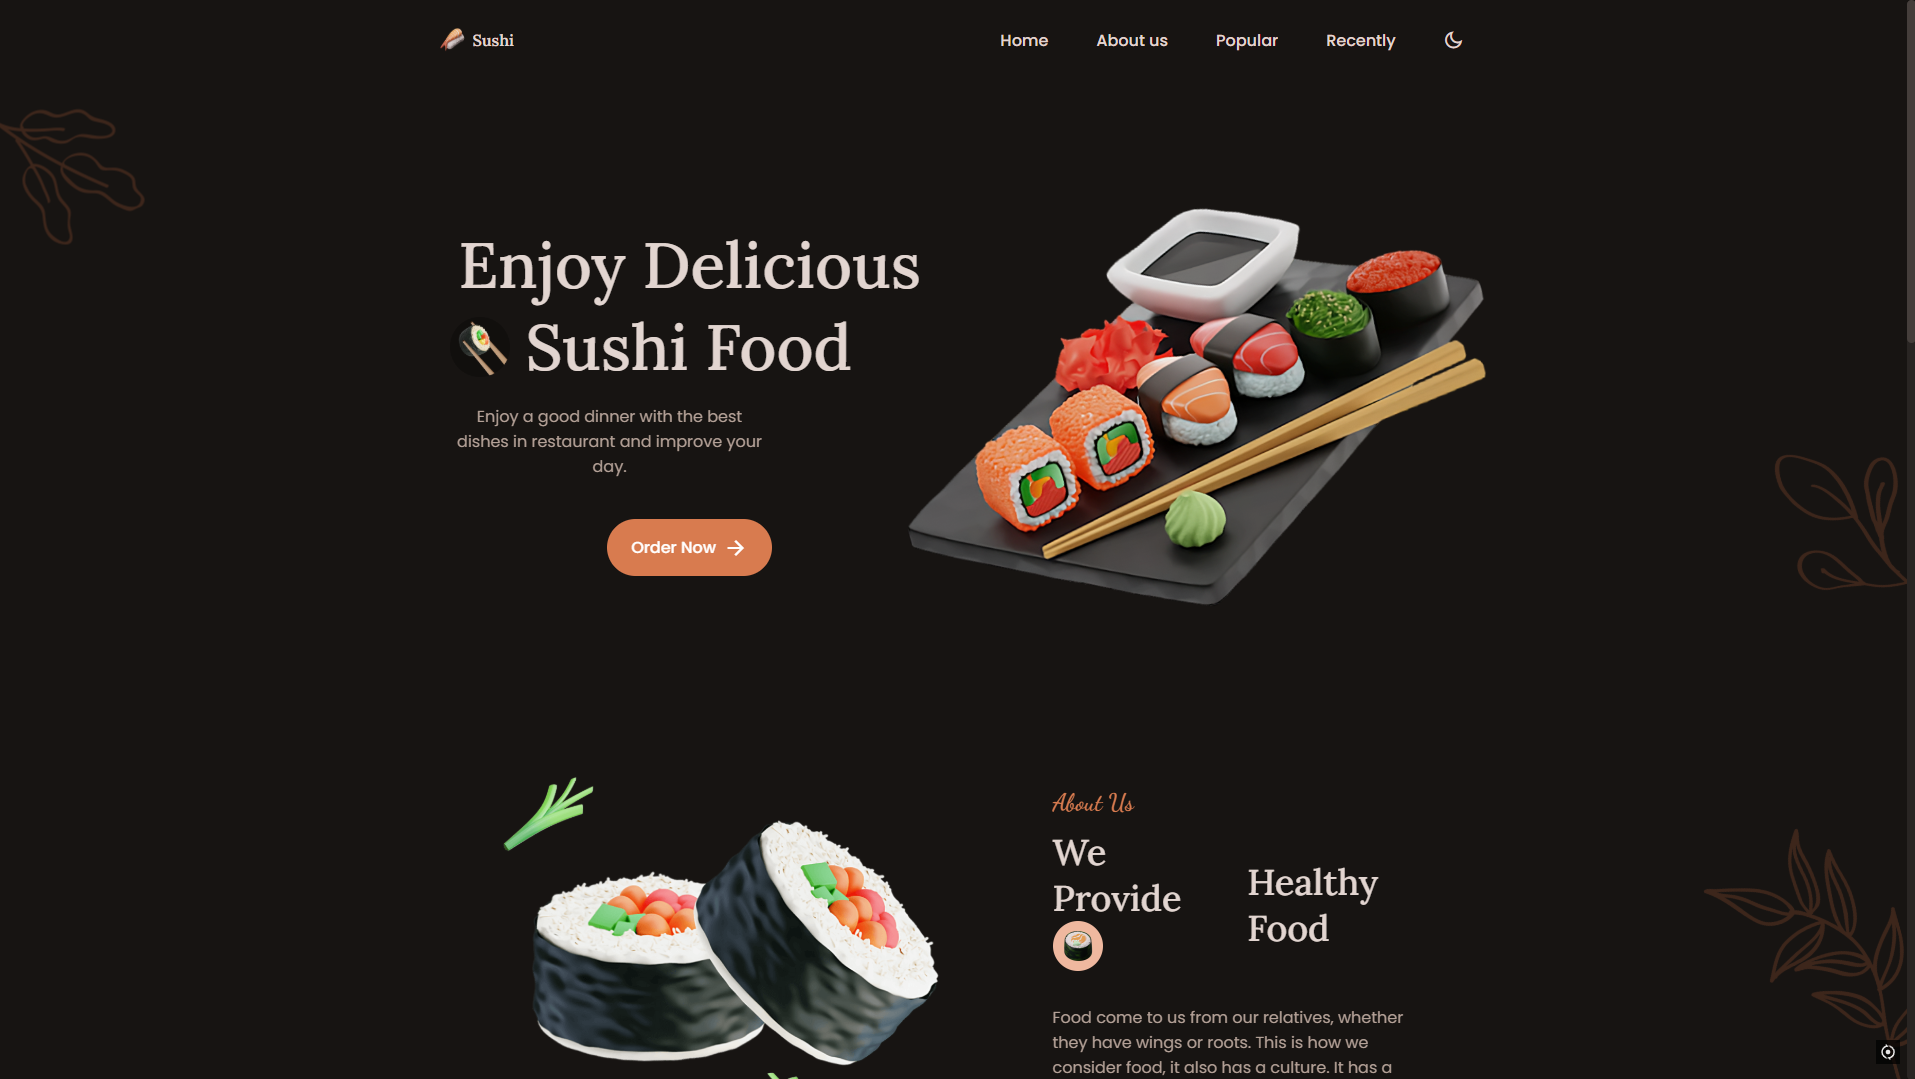 Sushi
Home
About us
Popular
Recently
Enjoy Delicious
Sushi Food
Enjoy a good dinner with the best
dishes in restaurant and improve your
day.
Order Now
About Us
We
Provide
Healthy
Food
Food come to us from our relatives, whether
they have wings or roots. This is how we
consider food, it also has a culture. It has a